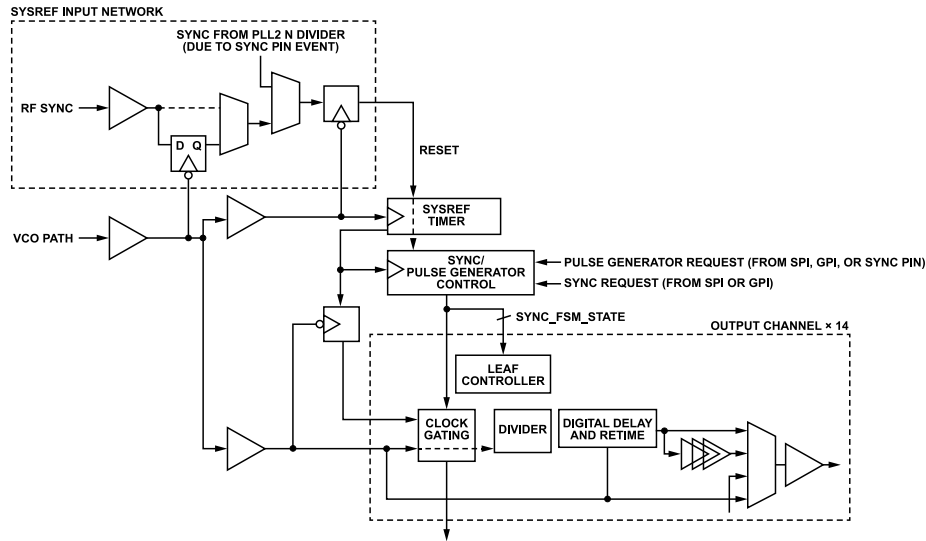 SYSREF INPUT NETWORK
SYNC FROM PLL2 N DIVIDER
(DUE TO SYNC PIN EVENT)
RF SYNC
D Q
RESET
VCO PATH
SYSREF
TIMER
SYNC/
PULSE GENERATOR
CONTROL
PULSE GENERATOR REQUEST (FROM SPI, GPI, OR SYNC PIN)
SYNC REQUEST (FROM SPI OR GPI)
SYNC_FSM_STATE
OUTPUT CHANNEL × 14
LEAF
CONTROLLER
CLOCK
GATING
DIVIDER
DIGITAL DELAY
AND RETIME